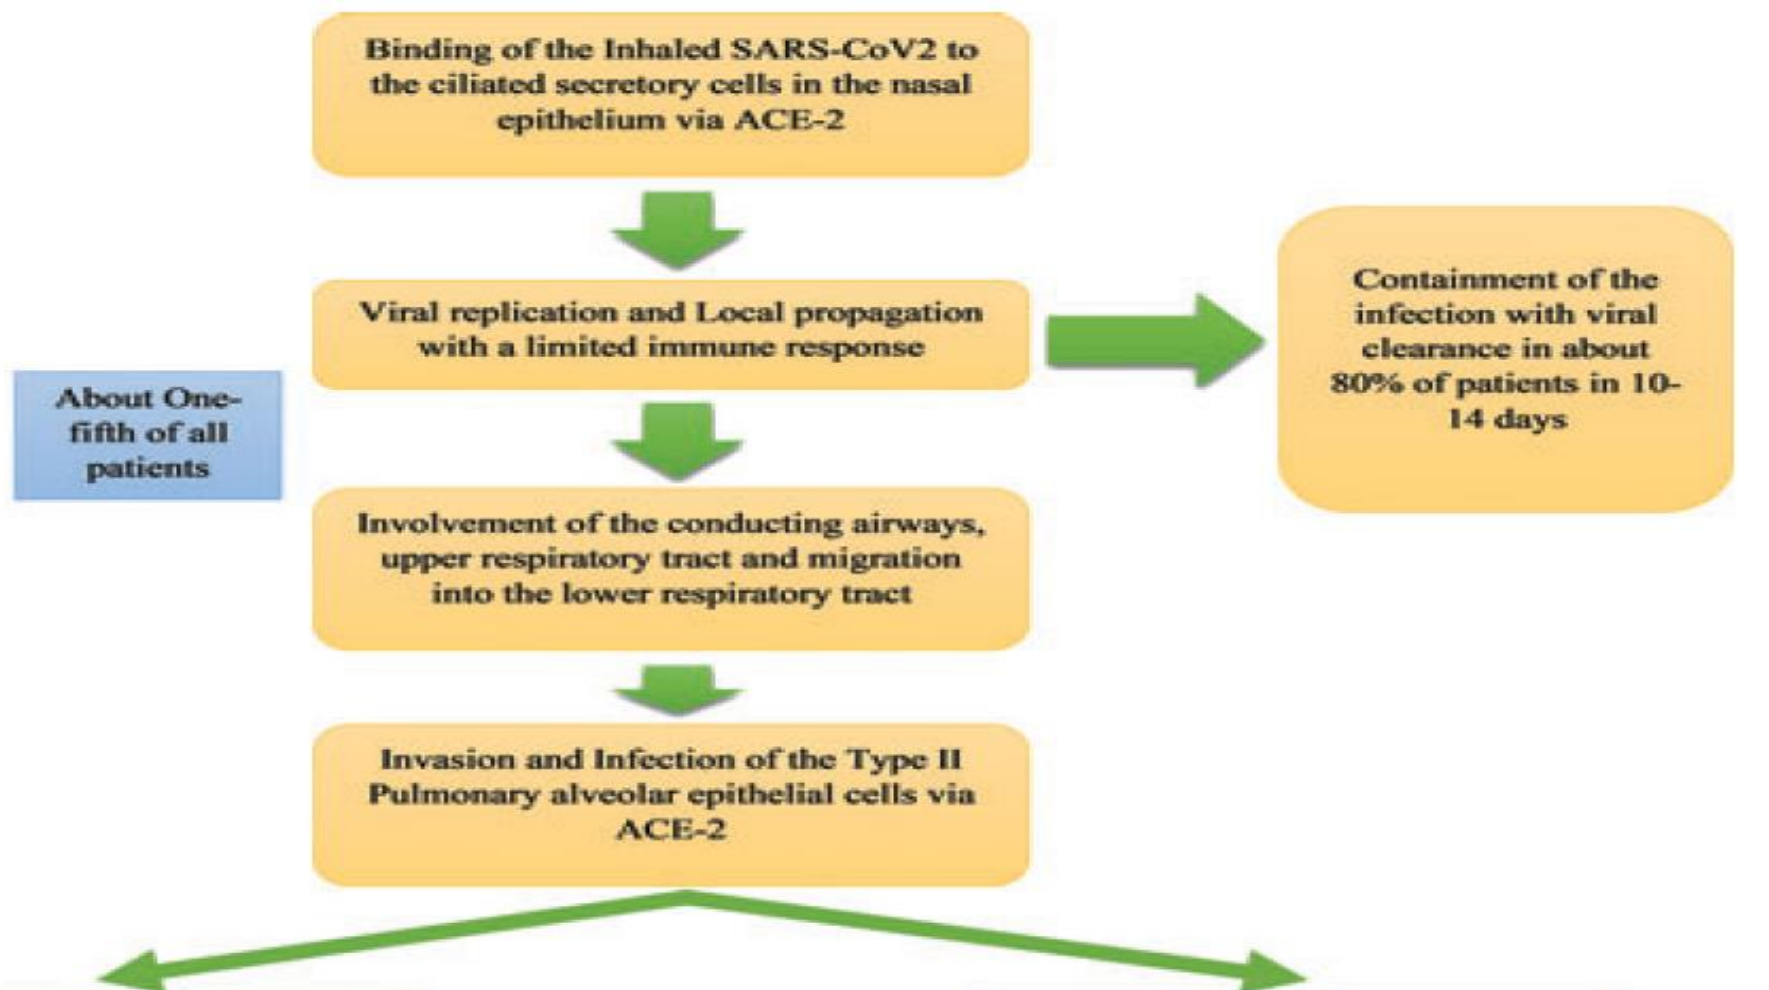 Binding of the Inhaled SARS-CoV2 to
the ciliated secretory cells in the nasal
epithelium via ACE-2
Viral replication and Local propagation
with a limited immune response
Containment of the
infection with viral
clearance in about
80% of patients in 10-
14 days
About One-
fifth of all
patients
Involvement of the conducting airways,
upper respiratory tract and migration
into the lower respiratory tract
Invasion and Infection of the Type II
Pulmonary alveolar epithelial cells via
ACE-2